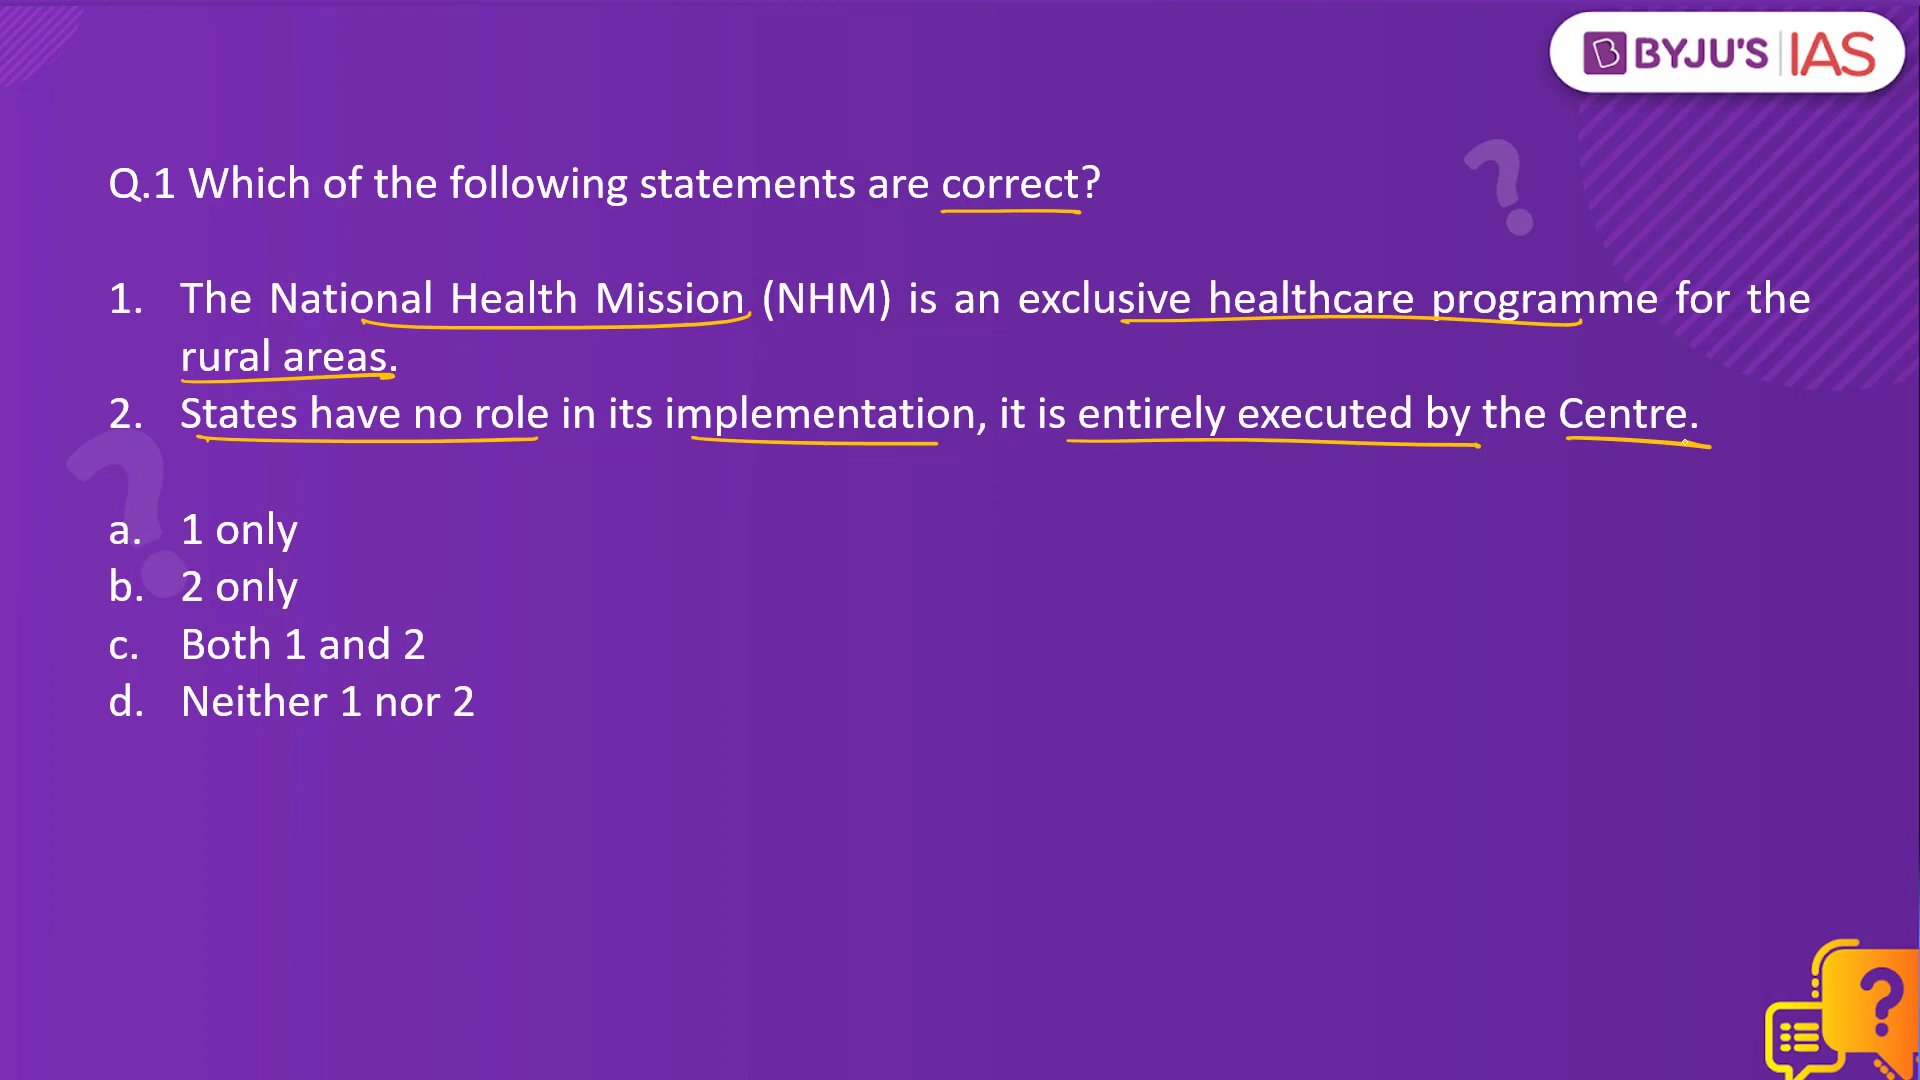 BYJU'S IAS
Q.1 Which of the following statements are correct?
1. The National Health Mission (NHM) is an exclusive healthcare programme for the
rural areas.
2. States have no role in its implementation, it is entirely executed by the Centre.
a. 1 only
b. 2 only
c. Both 1 and 2
d. Neither 1 nor 2